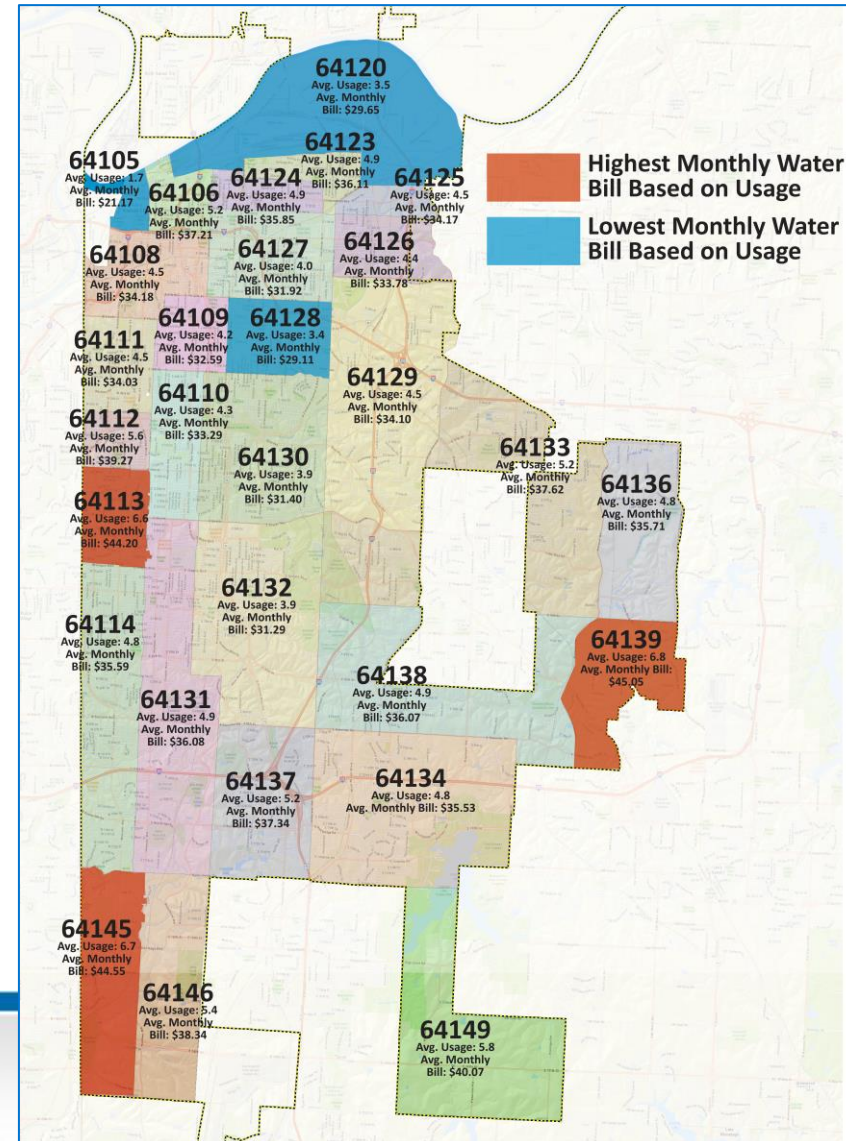 64120
Avg. Usage: 3.5
Avg. Monthly
Bill: $29.65
64123
Avg. Usage: 4.9
Avg. Monthly
Bill: $36.11
64105
Avg. Usage: 1.7
Avg. Monthly
Bill: $21.17
64106
Avg. Usage: 5.2
Avg. Monthly
Bill: $37.21
64124
Avg. Usage: 4.9
Avg. Monthly
Bill: $35.85
64125
Avg. Usage: 4.5
Avg. Monthly
Bill: $34.17
Highest Monthly Water
Bill Based on Usage
Lowest Monthly Water
Bill Based on Usage
64108
Avg. Usage: 4.5
Avg. Monthly
Bill: $34.18
64127
Avg. Usage: 4.0
Avg. Monthly
Bill: $31.92
64126
Avg. Usage: 4.4
Avg. Monthly
Bill: $33.78
64111
Avg. Usage: 4.5
Avg. Monthly
Bill: $34.03
64109
Avg. Usage: 4.2
Avg. Monthly
Bill: $32.59
64128
Avg. Usage: 3.4
Avg. Monthly
Bill: $29.11
64112
Avg. Usage: 5.6
Avg. Monthly
Bill: $39.27
64110
Avg. Usage: 4.3
Avg. Monthly
Bill: $33.29
64129
Avg. Usage: 4.5
Avg. Monthly
Bill: $34.10
64130
Avg. Usage: 3.9
Avg. Monthly
Bill: $31.40
64133
Avg. Usage: 5.2
Avg. Monthly
Bill: $37.62
64136
Avg. Usage: 4.8
Avg. Monthly
Bill: $35.71
64113
Avg. Usage: 6.6
Avg. Monthly
Bill: $44.20
64132
Avg. Usage: 3.9
Avg. Monthly
Bill: $31.29
64114
Avg. Usage: 4.8
Avg. Monthly
Bill: $35.59
64139
Avg. Usage: 6.8
Avg. Monthly Bill:
$45.05
64138
Avg. Usage: 4.9
Avg. Monthly
Bill: $36.07
64131
Avg. Usage: 4.9
Avg. Monthly
Bill: $36.08
64137
Avg. Usage: 5.2
Avg. Monthly
Bill: $37.34
64134
Avg. Usage: 4.8
Avg. Monthly Bill: $35.53
64145
Avg. Usage: 6.7
Avg. Monthly
Bill: $44.55
64146
Avg. Usage: 5.4
Avg. Monthly
Bill: $38.34
64149
Avg. Usage: 5.8
Avg. Monthly
Bill: $40.07